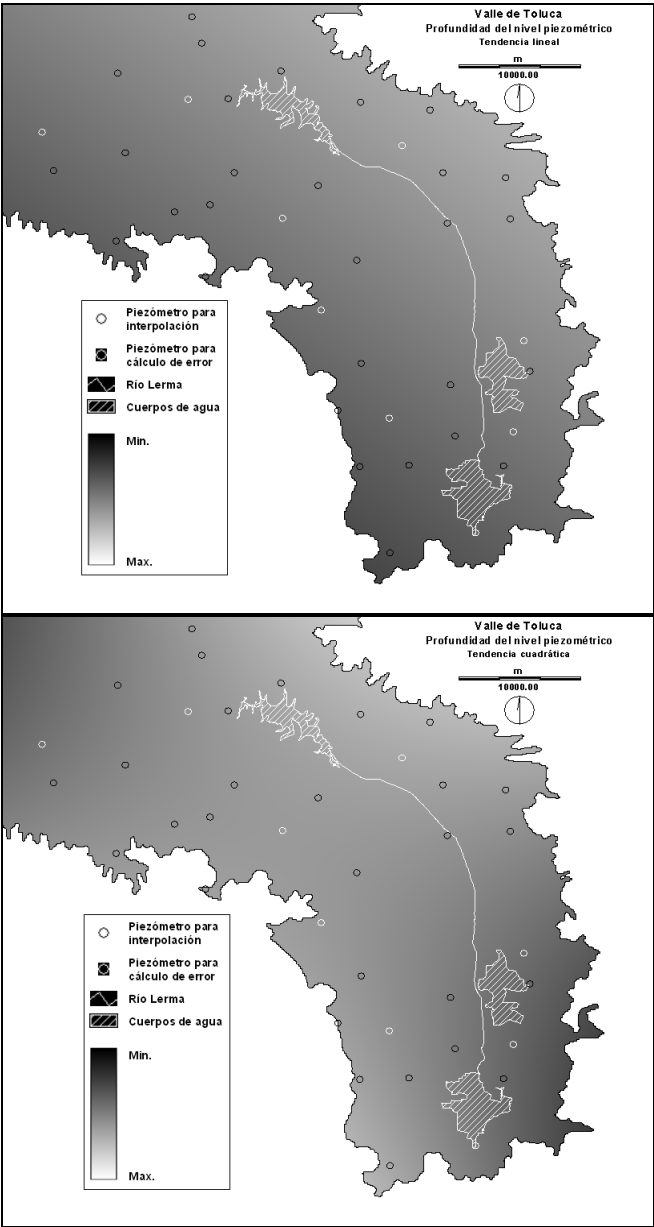 Valle de Toluca
Profundidad del nivel piezométrico
Tendencia lineal
m
10000.00
Piezómetro para
interpolación
Piezómetro para
cálculo de error
Río Lerma
Cuerpos de agua
Min.
Max.
Valle de Toluca
Profundidad del nivel piezométrico
Tendencia cuadrática
m
10000.00
Piezómetro para
interpolación
Piezómetro para
cálculo de error
Río Lerma
Cuerpos de agua
Min.
Max.